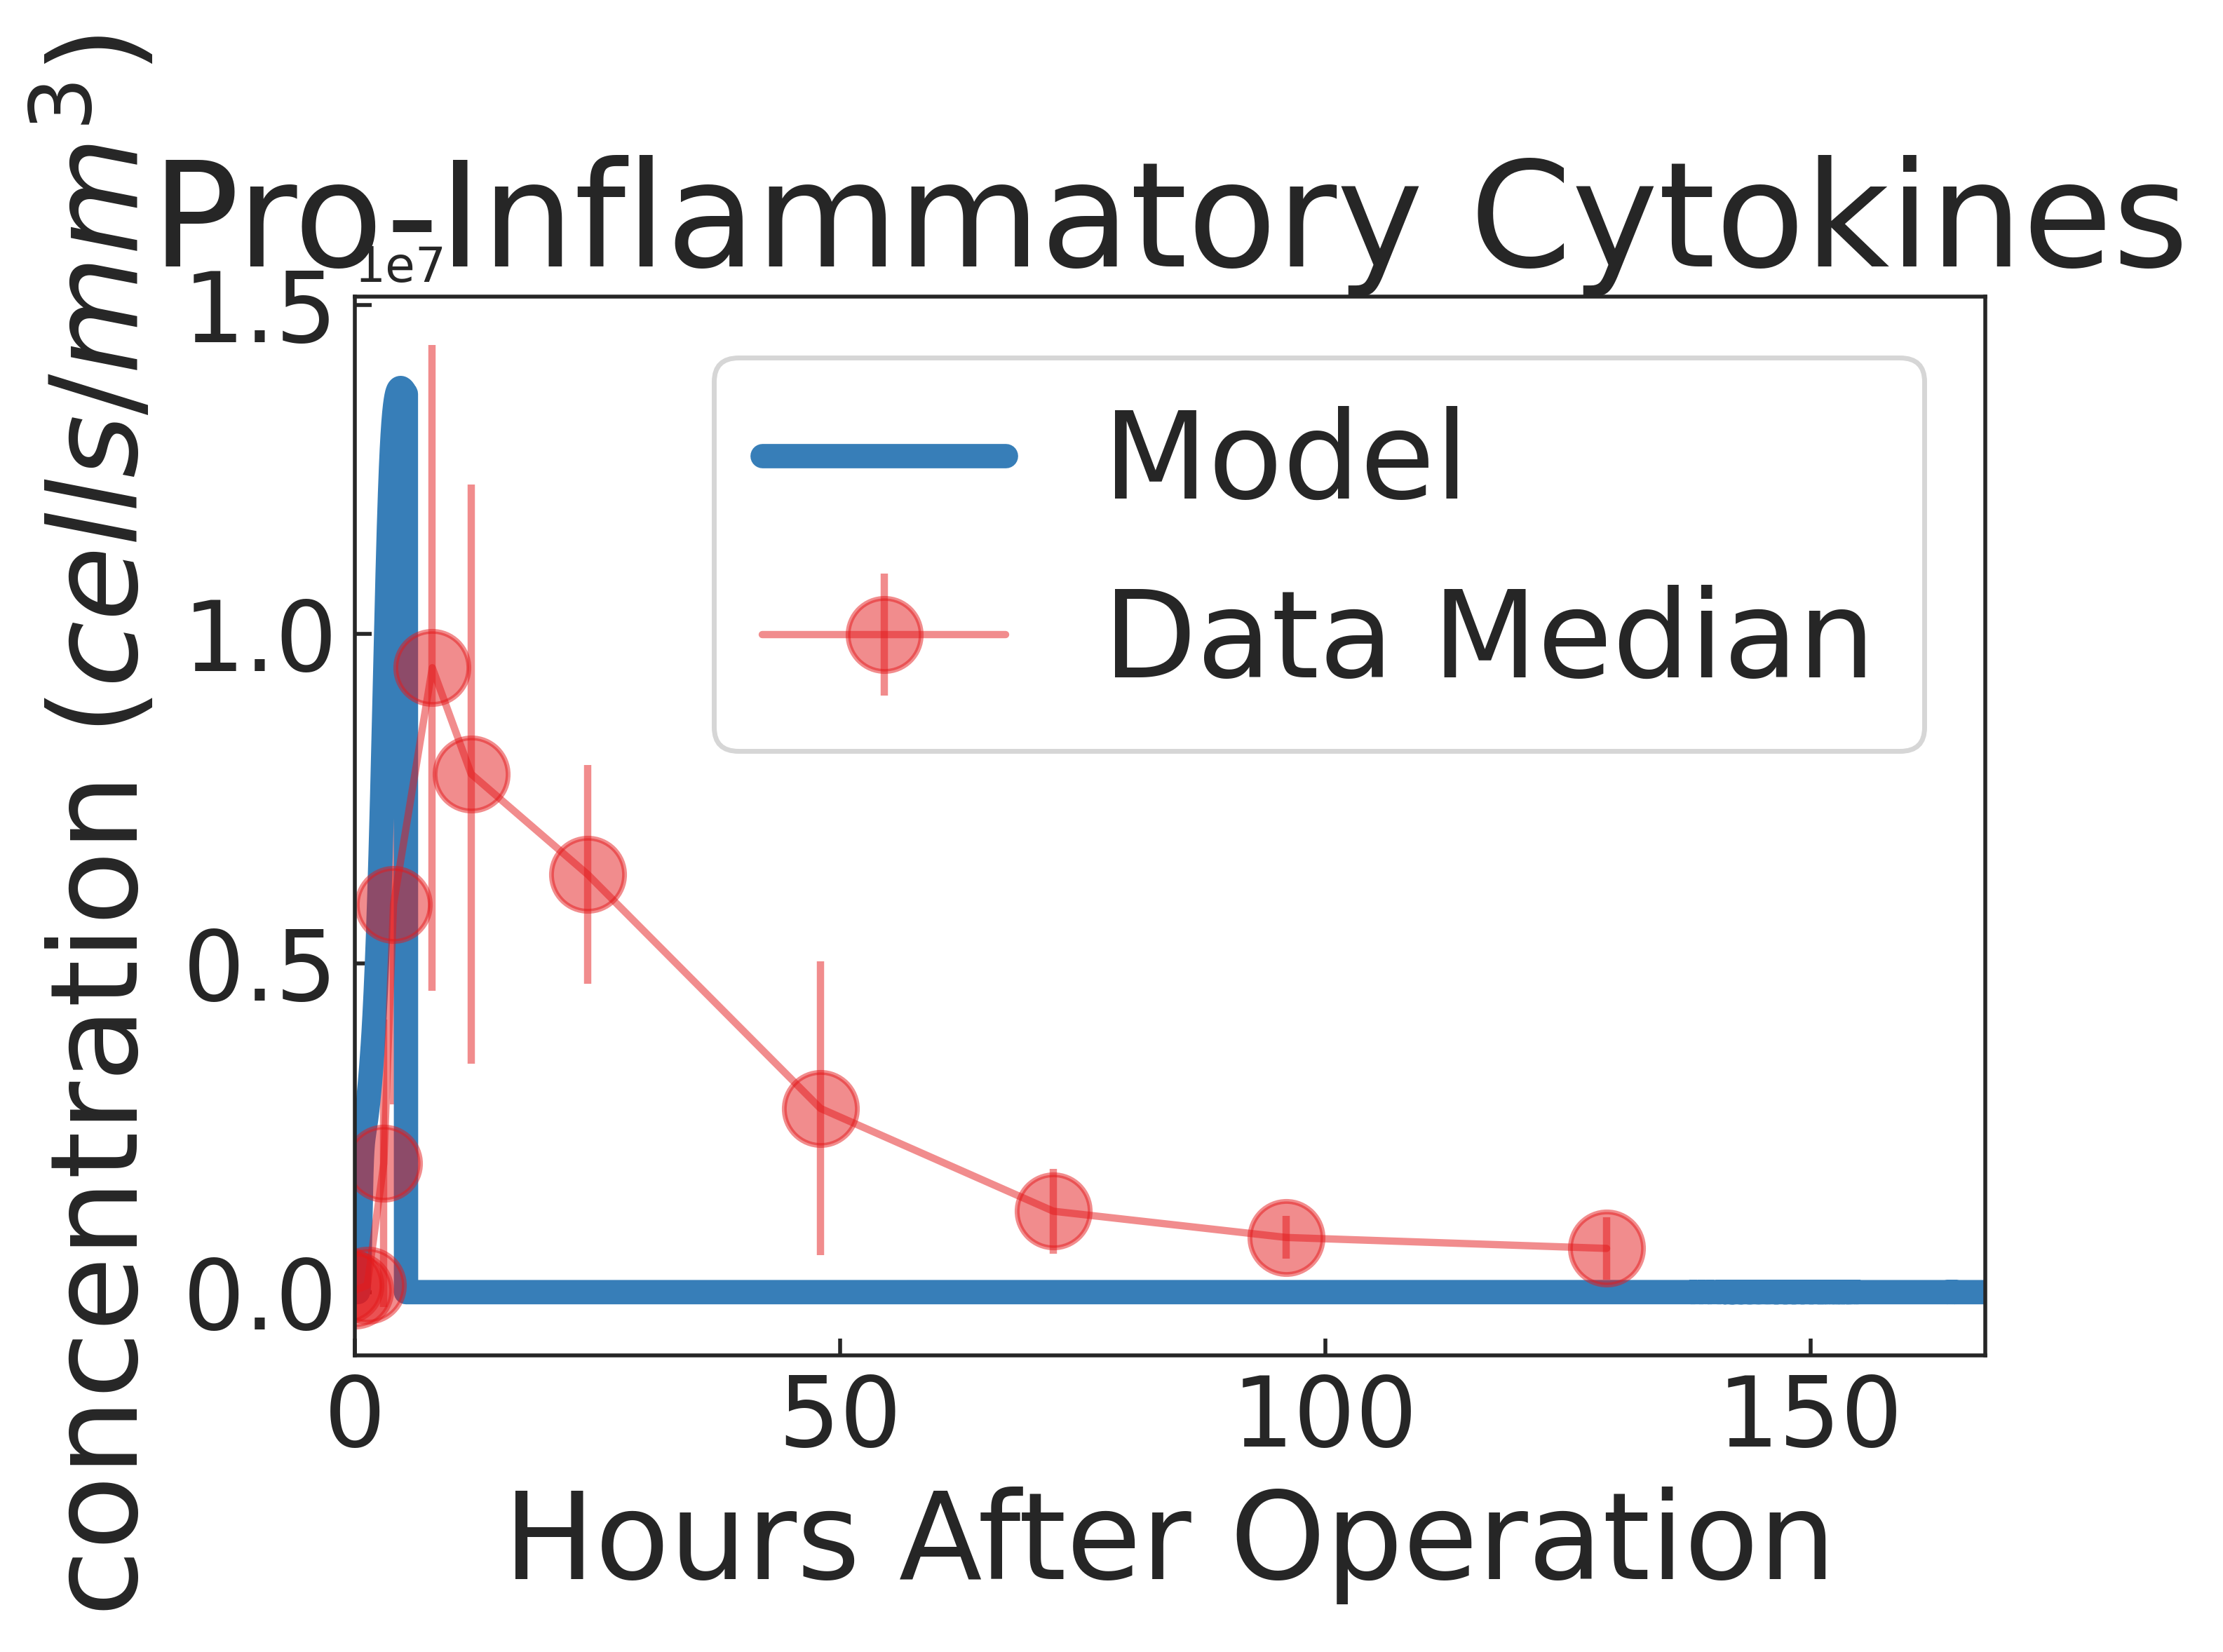 Pro-Inflammatory Cytokines
concentration (cells/mm³)
1e7
1.5
1.0
0.5
0.0
Model
Data Median
0 50 100 150
Hours After Operation